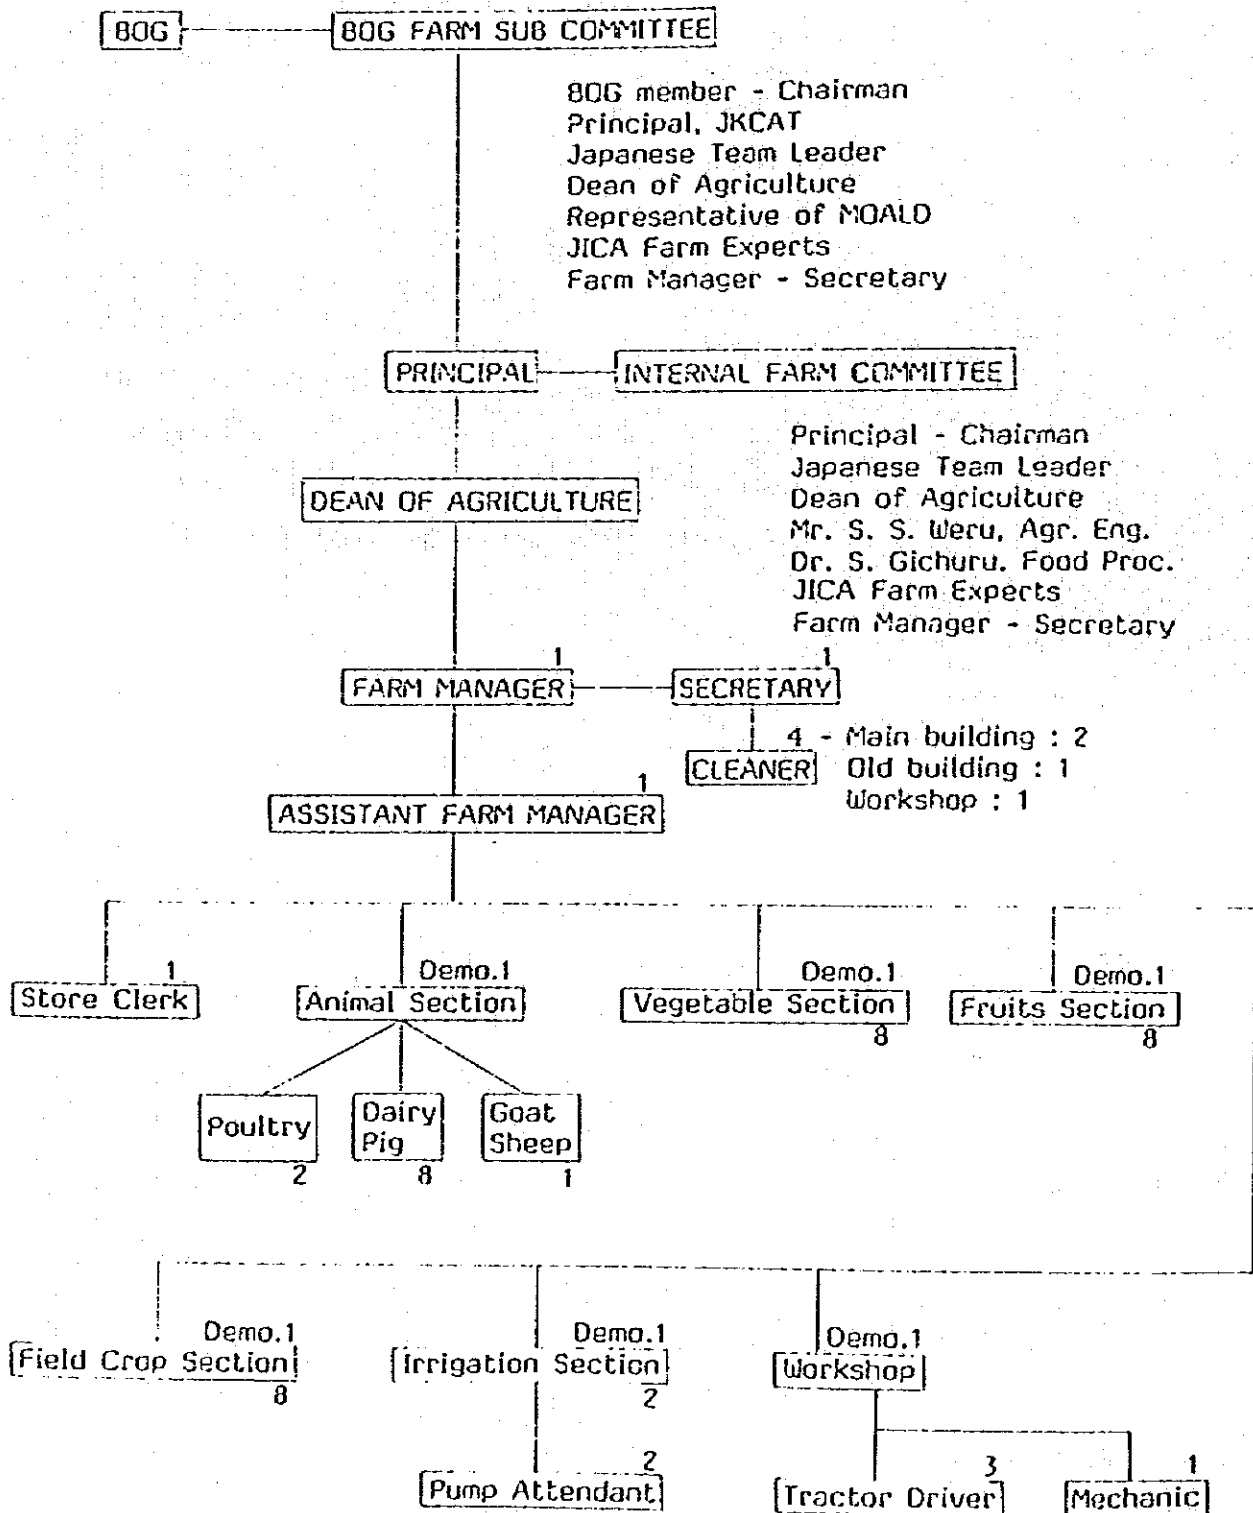 BOG BOG FARM SUB COMMITTEE
BOG member - Chairman
Principal, JKCAT
Japanese Team Leader
Dean of Agriculture
Representative of MOALD
JICA Farm Experts
Farm Manager - Secretary
PRINCIPAL INTERNAL FARM COMMITTEE
Principal - Chairman
Japanese Team Leader
DEAN OF AGRICULTURE
Dean of Agriculture
Mr. S. S. Weru, Agr. Eng.
Dr. S. Gichuru. Food Proc.
JICA Farm Experts
Farm Manager - Secretary
1 1
FARM MANAGER SECRETARY
4 - Main building : 2
CLEANER Old building : 1
Workshop : 1
1
ASSISTANT FARM MANAGER
1 Demo.1 Demo.1 Demo.1
Store Clerk Animal Section Vegetable Section Fruits Section
8 8
Poultry Dairy Goat
Pig Sheep
2 8 1
Demo.1 Demo.1 Demo.1
Field Crop Section Irrigation Section Workshop
8 2
2 3 1
Pump Attendant Tractor Driver Mechanic